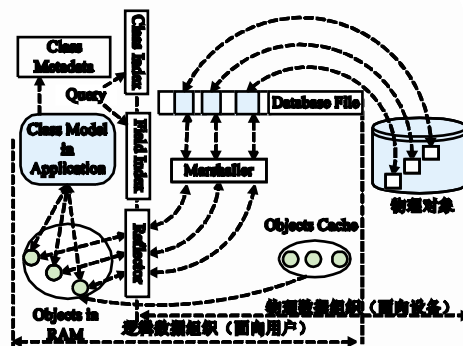 Class
Metadata
Class Index
Query
Database File
Class Model
in
Application
Field Index
Marshaller
物理对象
Reflector
Objects Cache
Objects in
RAM
物理数据组织（面向设备）
逻辑数据组织（面向用户）